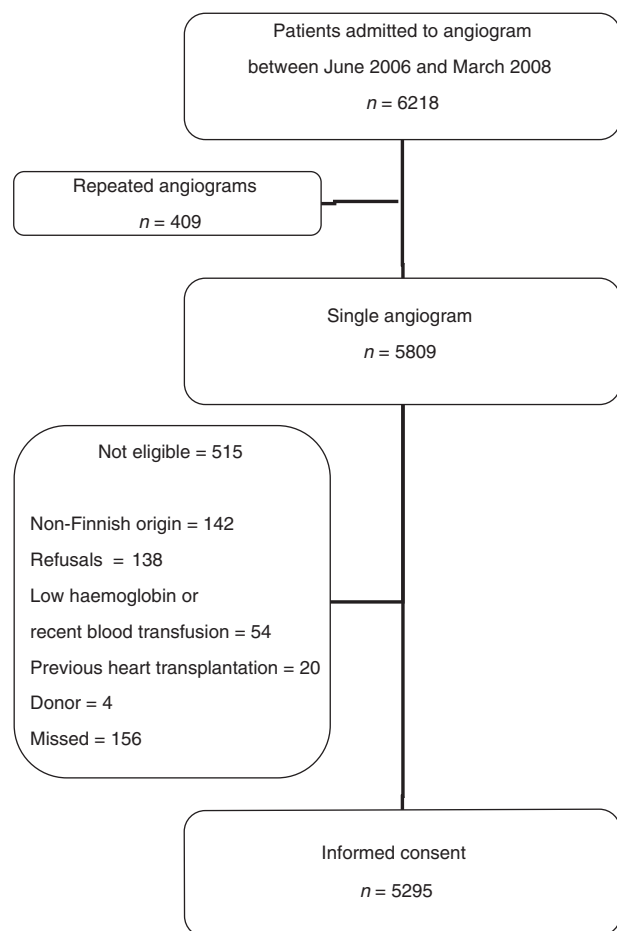 Patients admitted to angiogram
between June 2006 and March 2008
n = 6218
Repeated angiograms
n = 409
Single angiogram
n = 5809
Not eligible = 515
Non-Finnish origin = 142
Refusals = 138
Low haemoglobin or
recent blood transfusion = 54
Previous heart transplantation = 20
Donor = 4
Missed = 156
Informed consent
n = 5295